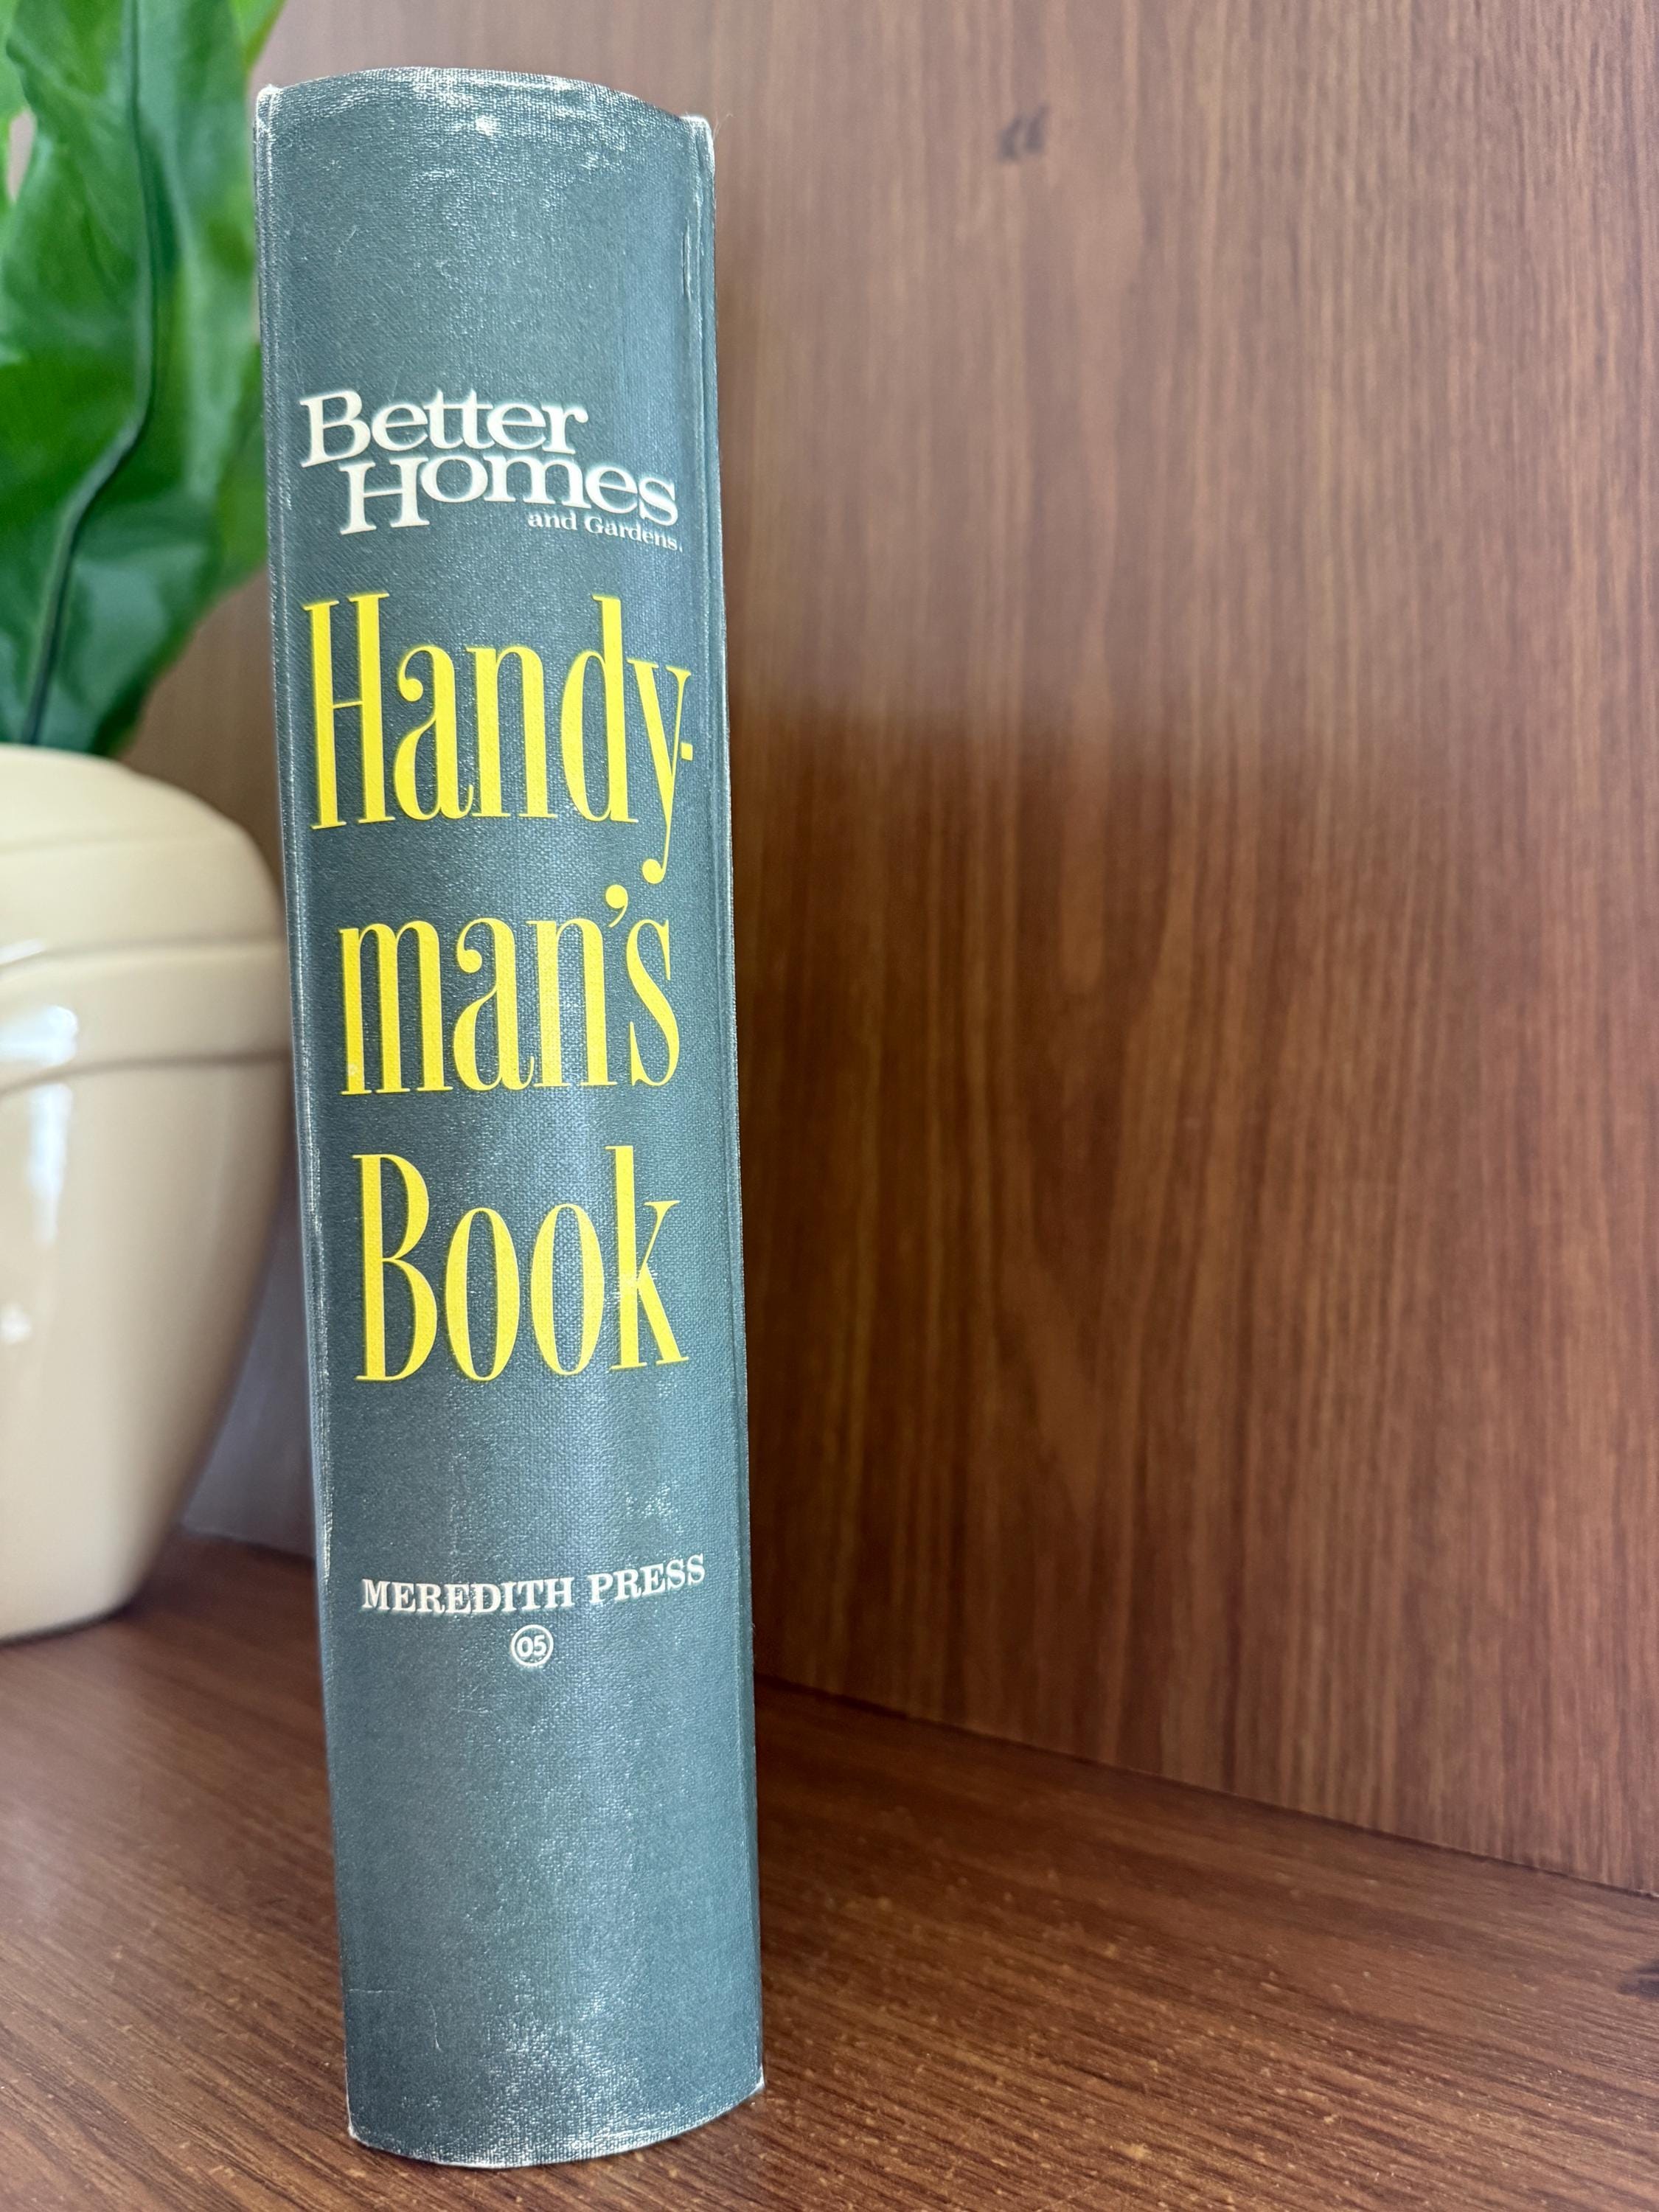 Better
Homes
and Gardens.
Handy-
man's
Book
MEREDITH PRESS
05